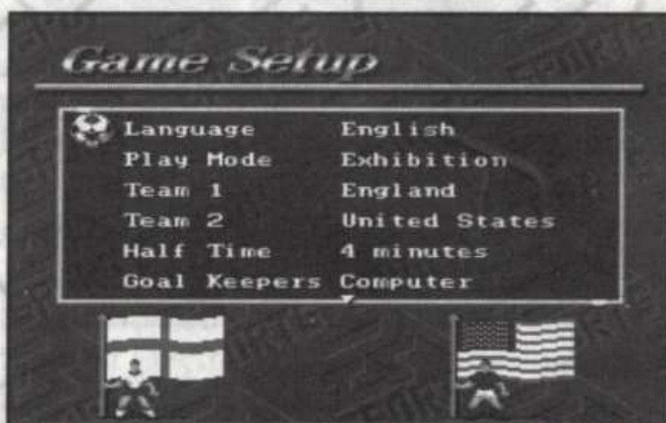 Game Setup
Language English
Play Mode Exhibition
Team 1 England
Team 2 United States
Half Time 4 minutes
Goal Keepers Computer